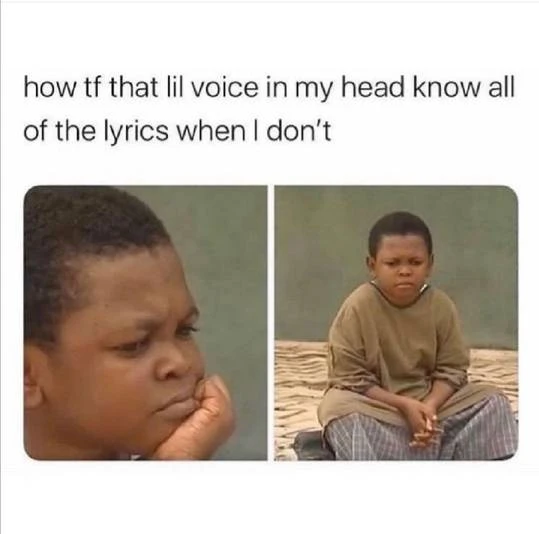 how tf that lil voice in my head know all
of the lyrics when I don't